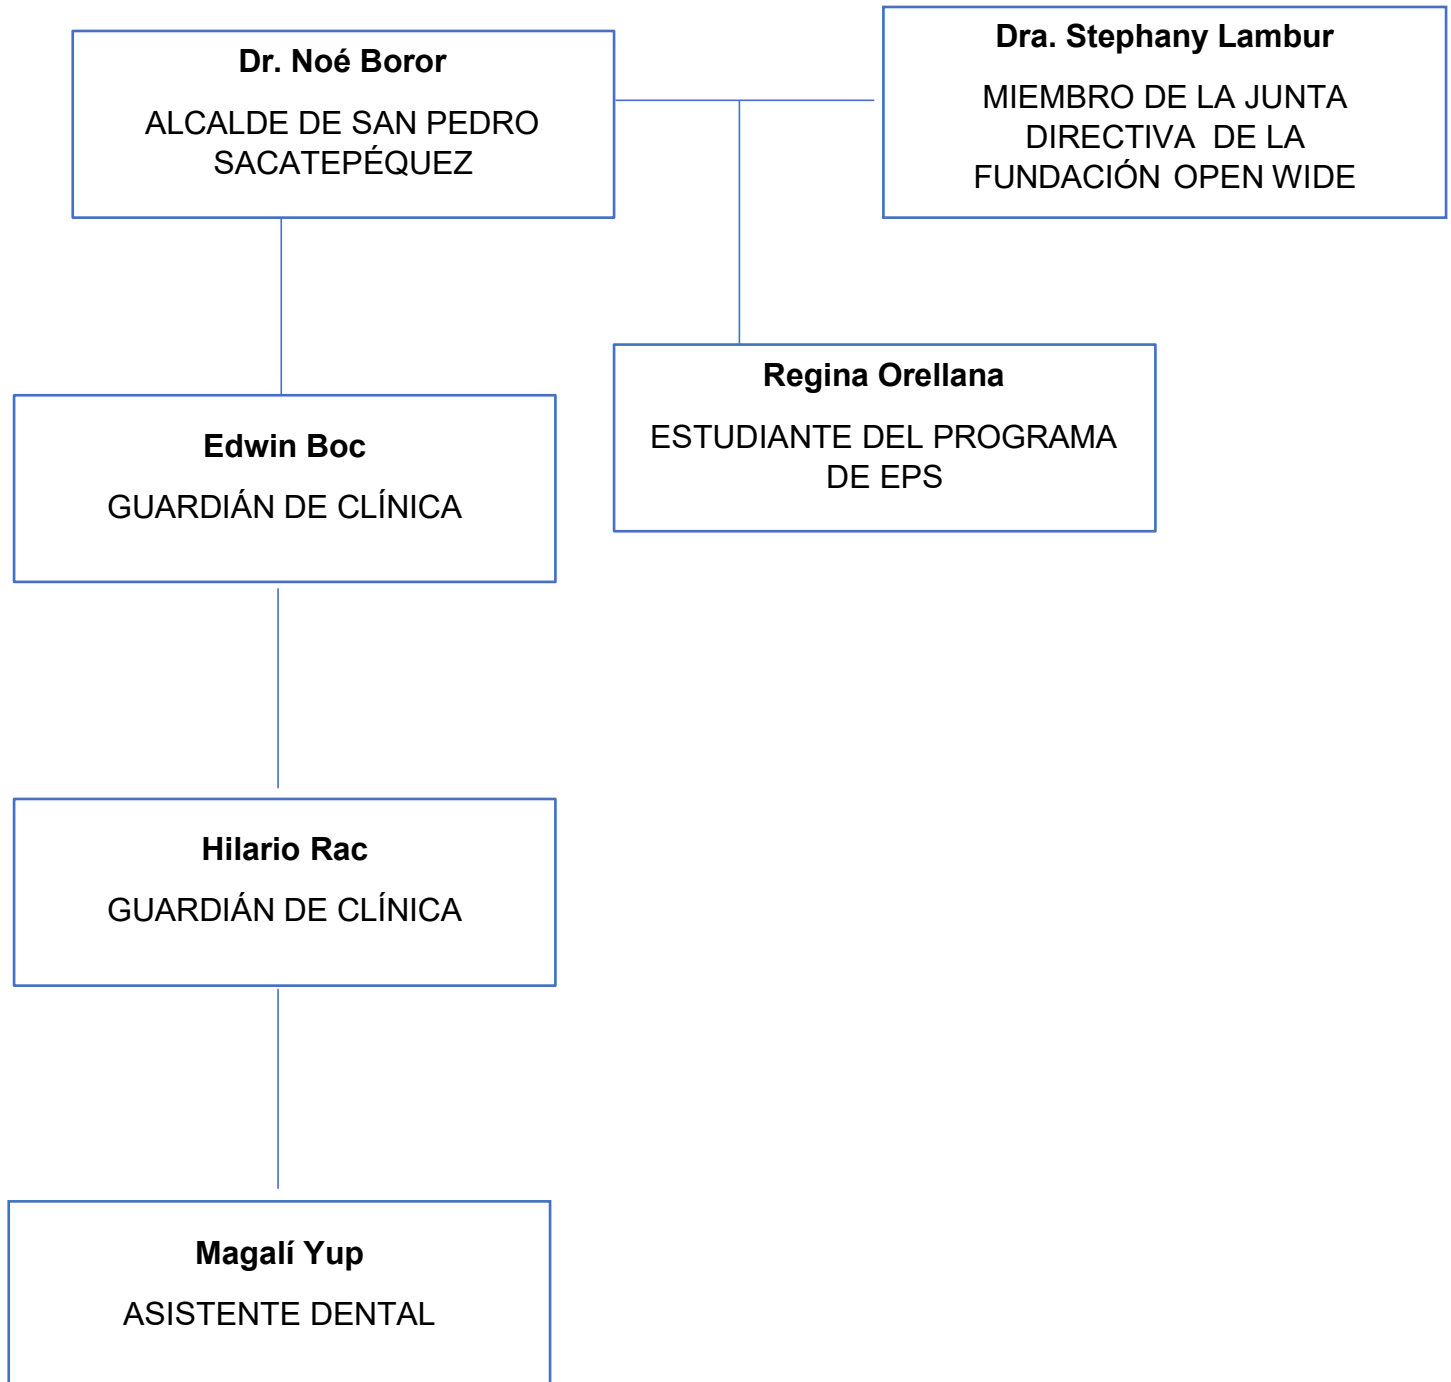 Dr. Noé Boror
ALCALDE DE SAN PEDRO
SACATEPÉQUEZ
Dra. Stephany Lambur
MIEMBRO DE LA JUNTA
DIRECTIVA DE LA
FUNDACIÓN OPEN WIDE
Regina Orellana
ESTUDIANTE DEL PROGRAMA
DE EPS
Edwin Boc
GUARDIÁN DE CLÍNICA
Hilario Rac
GUARDIÁN DE CLÍNICA
Magalí Yup
ASISTENTE DENTAL